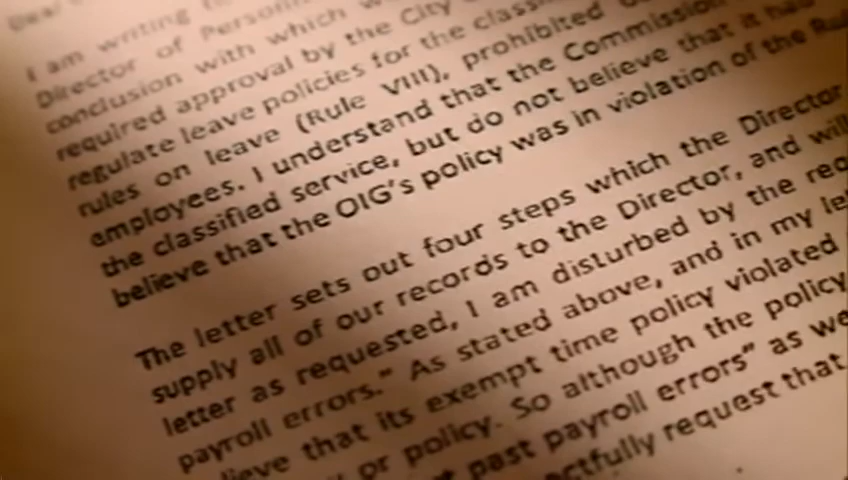 I am writing
Director of Personn
conclusion with which
required approval by the City
regulate leave policies for the classi
rules on leave (Rule VIII), prohibited
employees. I understand that the Commission
the classified service, but do not believe that it had
believe that the OIG's policy was in violation of the Ru
The letter sets out four steps which the Director
supply all of our records to the Director, and will
letter as requested, I am disturbed by the req
payroll errors." As stated above, and in my le
lieve that its exempt time policy violated
or policy. So although the policy
past payroll errors" as we
ectfully request that